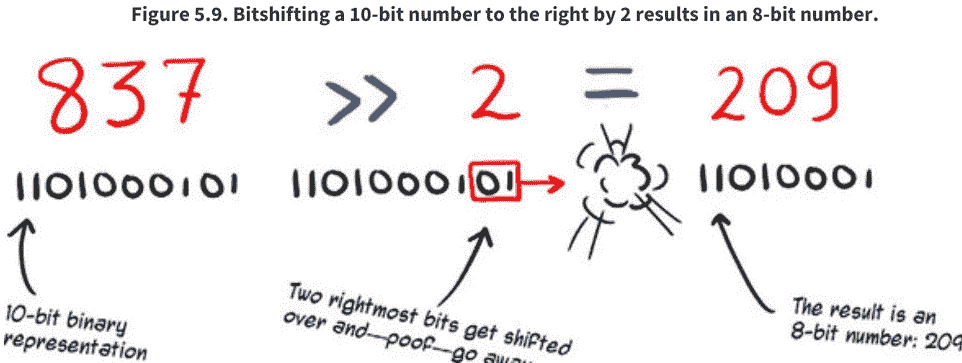 Figure 5.9. Bitshifting a 10-bit number to the right by 2 results in an 8-bit number.
837 >> 2 = 209
1101000101 1101000101 11010001
10-bit binary
representation
Two rightmost bits get shifted
over and—poof—go away
The result is an
8-bit number: 209